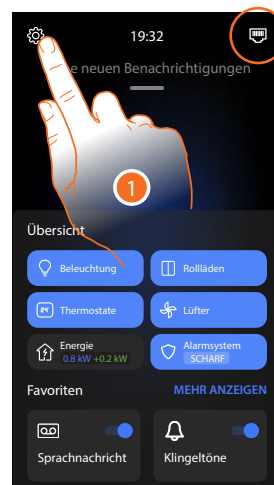 19:32
e neuen Benachrichtigungen
1
Übersicht
Beleuchtung
Rollläden
Thermostate
Lüfter
Energie
0.8 kW +0.2 kW
Alarmsystem
SCHARF
Favoriten
MEHR ANZEIGEN
Sprachnachricht
Klingeltöne